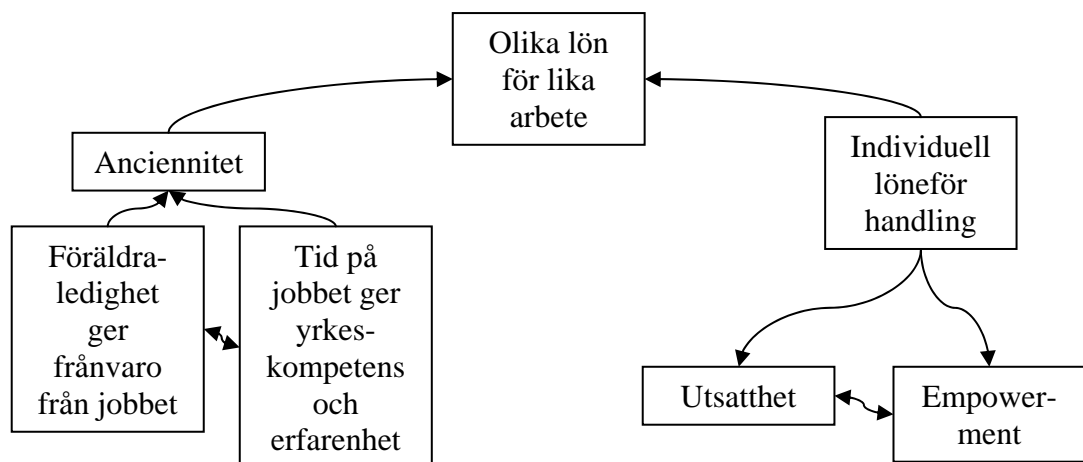 Olika lön
för lika
arbete
Anciennitet
Individuell
löneför
handling
Föräldra-
ledighet
ger
frånvaro
från jobbet
Tid på
jobbet ger
yrkes-
kompetens
och
erfarenhet
Utsatthet
Empower-
ment